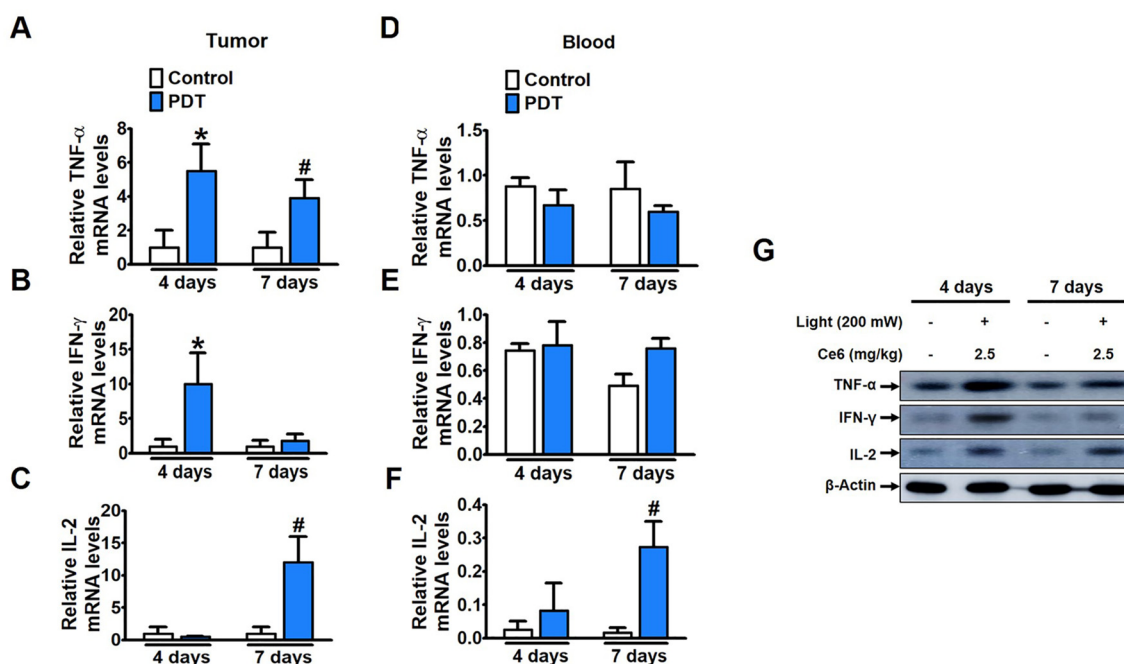 A
Tumor
Control
PDT
Relative TNF-α
mRNA levels
8
6
4
2
0
*
#
4 days
7 days
B
Relative IFN-γ
mRNA levels
20
15
10
5
0
*
4 days
7 days
C
Relative IL-2
mRNA levels
20
15
10
5
0
#
4 days
7 days
D
Blood
Control
PDT
Relative TNF-α
mRNA levels
1.5
1.0
0.5
0.0
4 days
7 days
E
Relative IFN-γ
mRNA levels
1.0
0.8
0.6
0.4
0.2
0.0
4 days
7 days
F
Relative IL-2
mRNA levels
0.4
0.3
0.2
0.1
0.0
#
4 days
7 days
G
4 days 7 days
Light (200 mW) - + - +
Ce6 (mg/kg) - 2.5 - 2.5
TNF-α
IFN-γ
IL-2
β-Actin